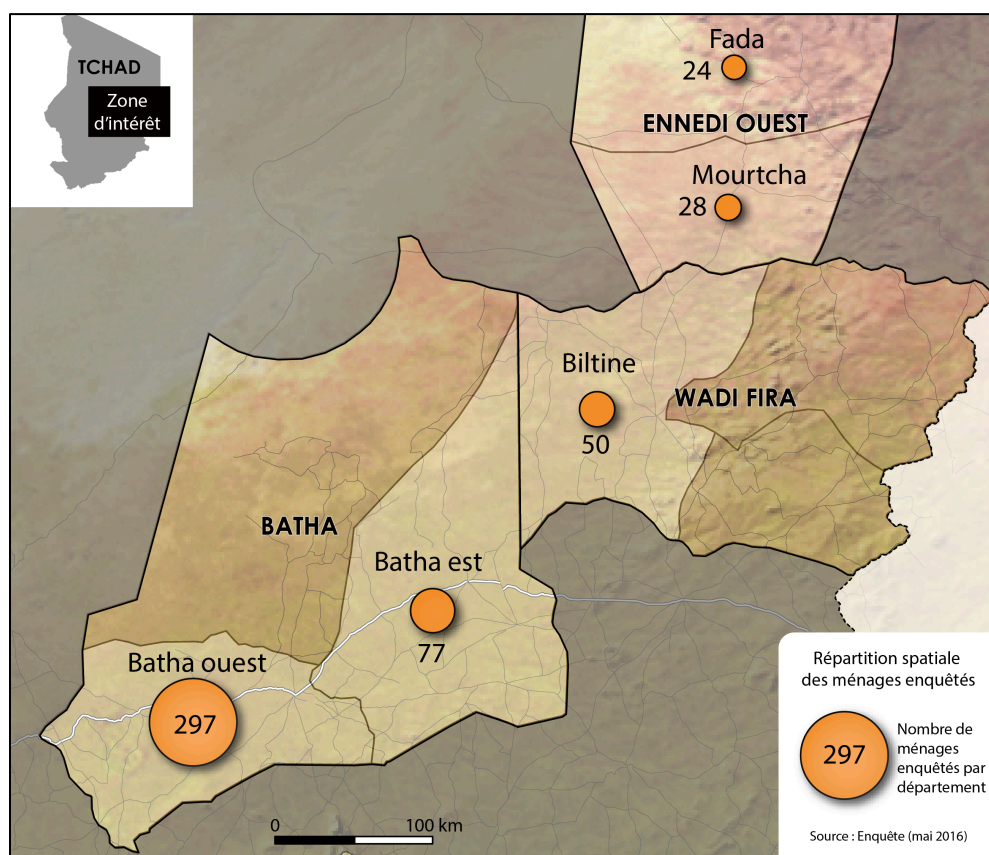 TCHAD
Zone
d'intérêt
Fada
24
ENNEDI OUEST
Mourtcha
28
Biltine
50
WADI FIRA
BATHA
Batha est
77
Batha ouest
297
0 100 km
Répartition spatiale
des ménages enquêtés
297
Nombre de
ménages
enquêtés par
département
Source : Enquête (mai 2016)